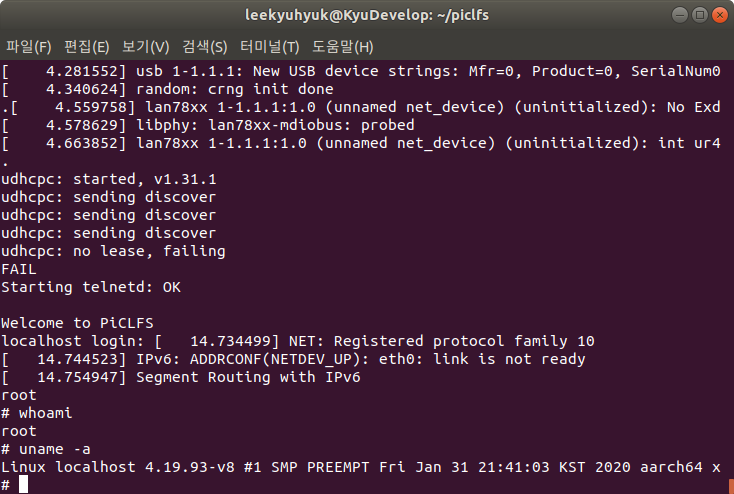 leekyuhyuk@KyuDevelop: ~/piclfs
파일(F) 편집(E) 보기(V) 검색(S) 터미널(T) 도움말(H)
[    4.281552] usb 1-1.1.1: New USB device strings: Mfr=0, Product=0, SerialNum0
[    4.340624] random: crng init done
.[    4.559758] lan78xx 1-1.1.1:1.0 (unnamed net_device) (uninitialized): No Exd
[    4.578629] libphy: lan78xx-mdiobus: probed
[    4.663852] lan78xx 1-1.1.1:1.0 (unnamed net_device) (uninitialized): int ur4
.
udhcpc: started, v1.31.1
udhcpc: sending discover
udhcpc: sending discover
udhcpc: sending discover
udhcpc: no lease, failing
FAIL
Starting telnetd: OK
Welcome to PiCLFS
localhost login: [   14.734499] NET: Registered protocol family 10
[   14.744523] IPv6: ADDRCONF(NETDEV_UP): eth0: link is not ready
[   14.754947] Segment Routing with IPv6
root
# whoami
root
# uname -a
Linux localhost 4.19.93-v8 #1 SMP PREEMPT Fri Jan 31 21:41:03 KST 2020 aarch64 x
#